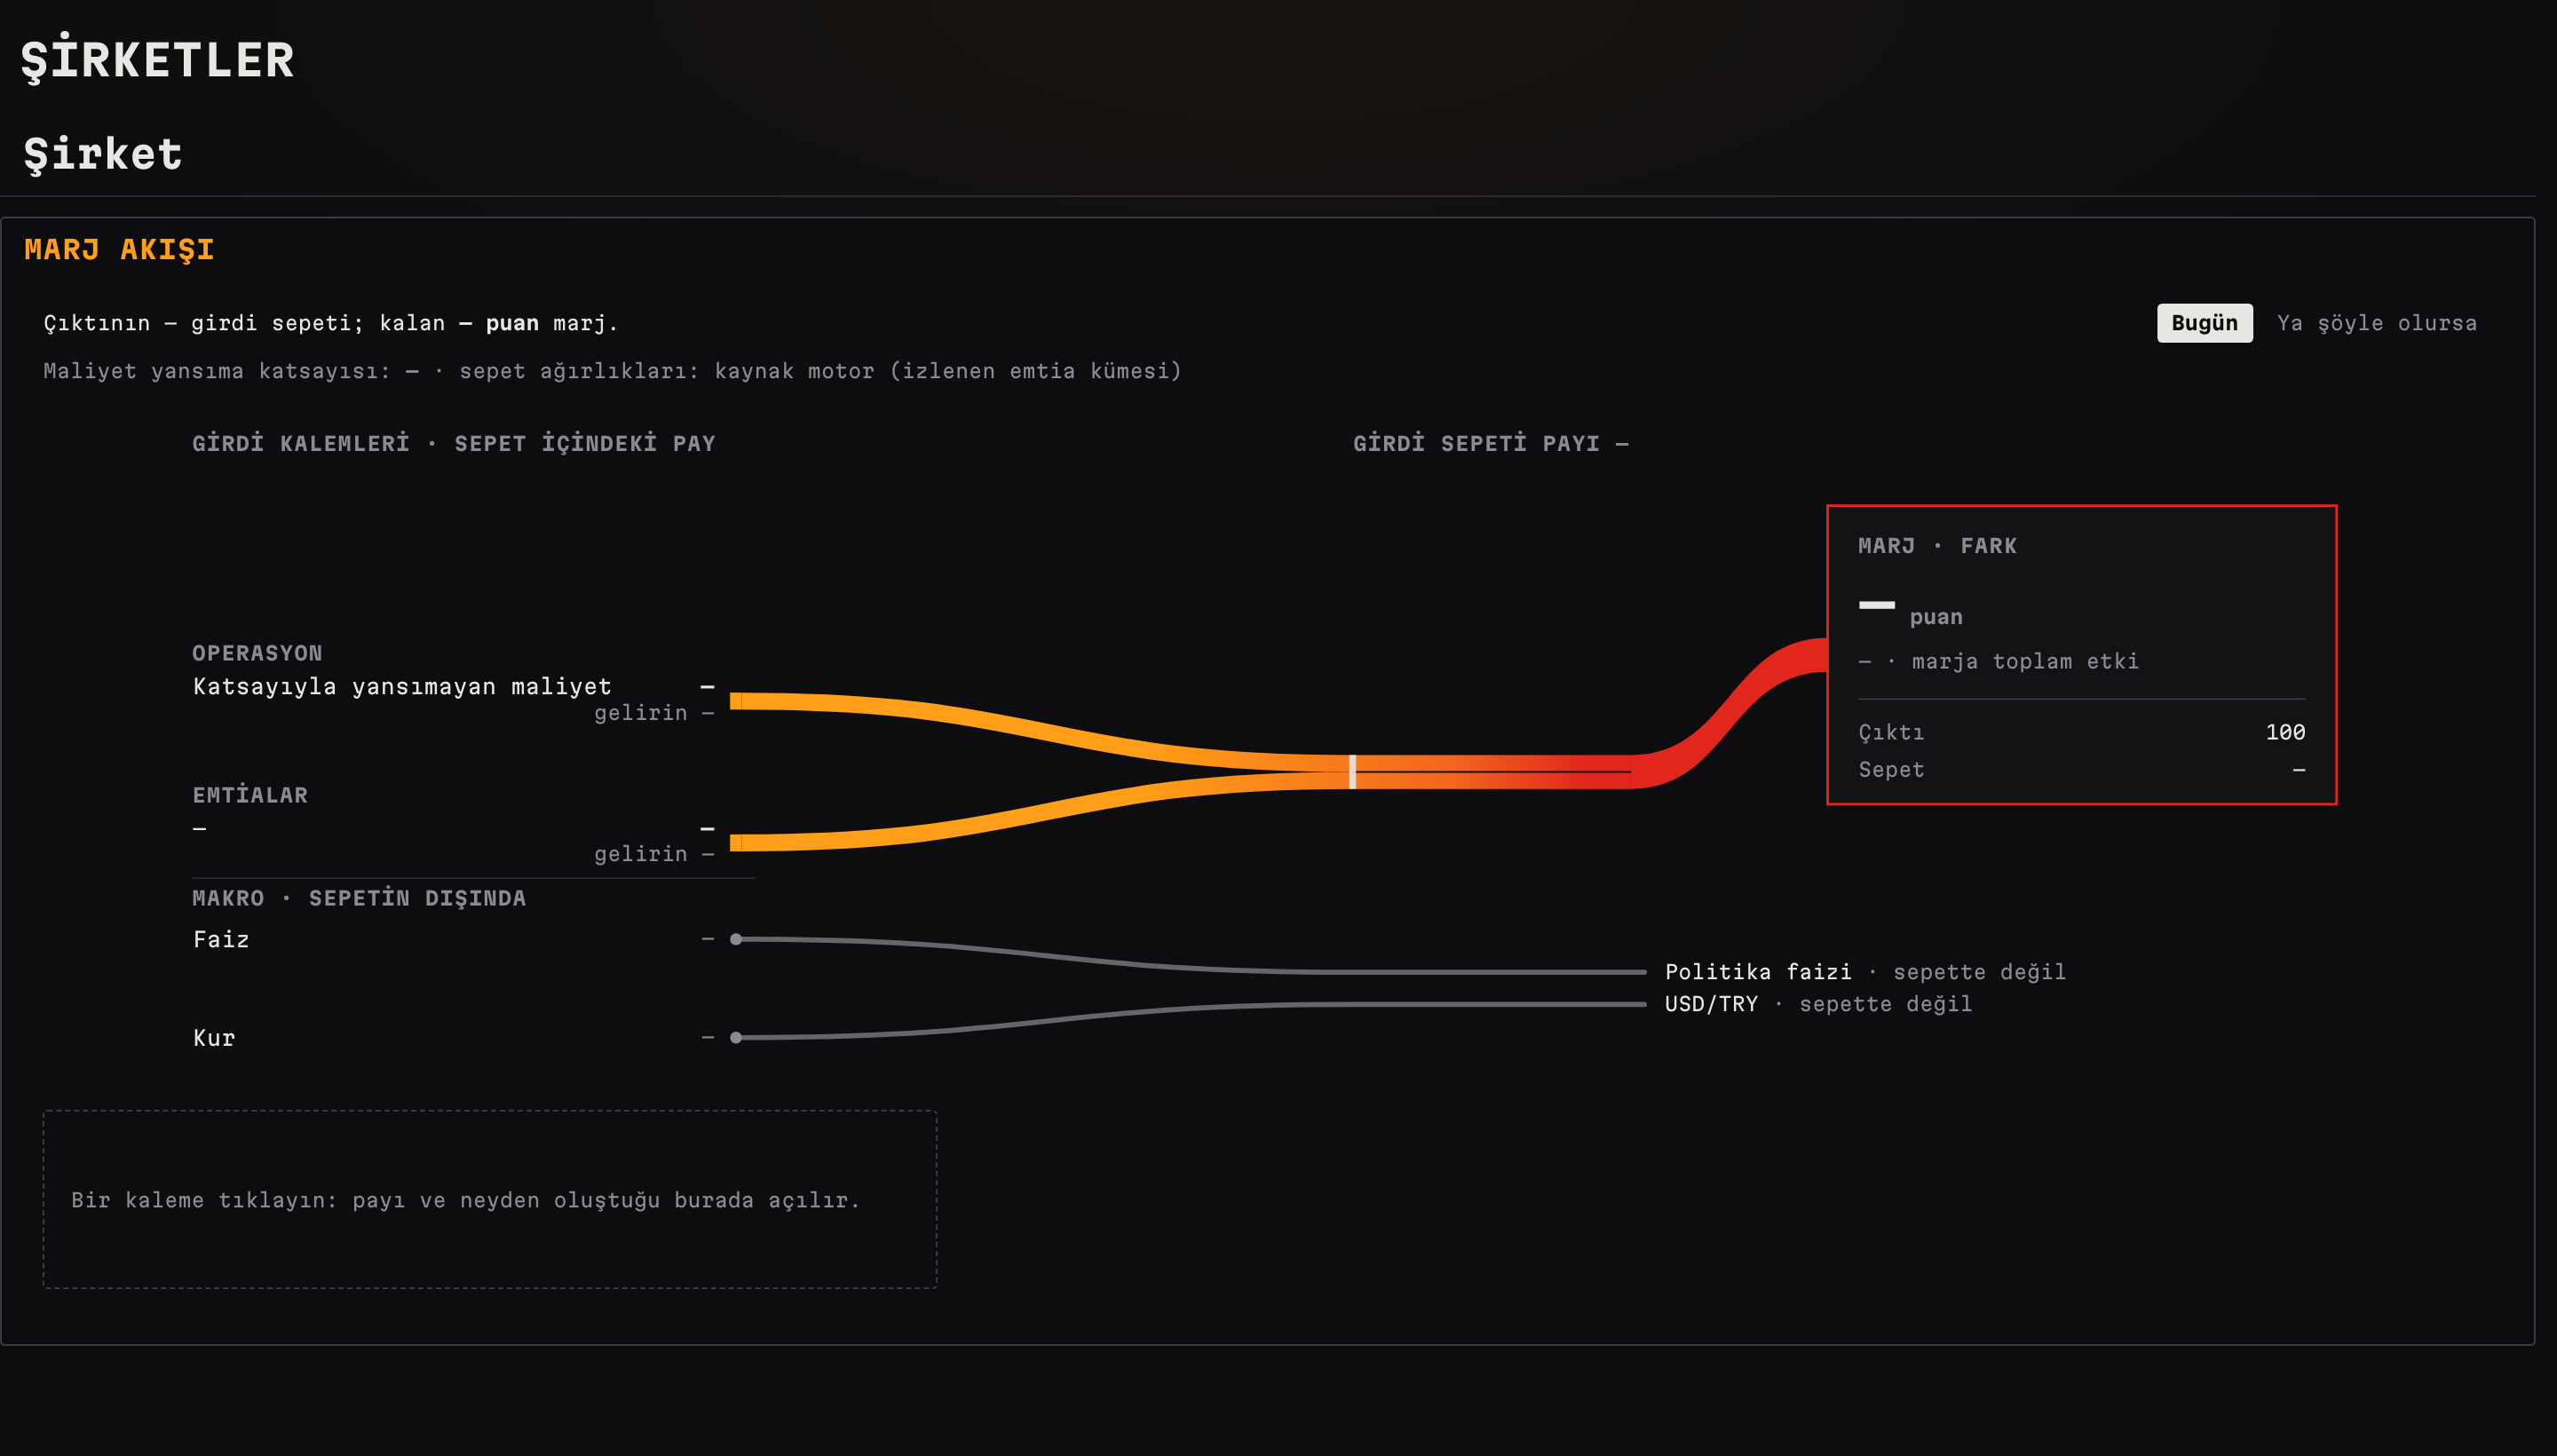 ŞİRKETLER
Şirket
MARJ AKIŞI
Çıktının — girdi sepeti; kalan — puan marj.
Bugün
Ya şöyle olursa
Maliyet yansıma katsayısı: — · sepet ağırlıkları: kaynak motor (izlenen emtia kümesi)
GİRDİ KALEMLERİ · SEPET İÇİNDEKİ PAY
GİRDİ SEPETİ PAYI —
MARJ · FARK
— puan
— · marja toplam etki
Çıktı 100
Sepet —
OPERASYON
Katsayıyla yansımayan maliyet —
gelirin —
EMTİALAR
— —
gelirin —
MAKRO · SEPETİN DIŞINDA
Faiz —
Politika faizi · sepette değil
USD/TRY · sepette değil
Kur —
Bir kaleme tıklayın: payı ve neyden oluştuğu burada açılır.